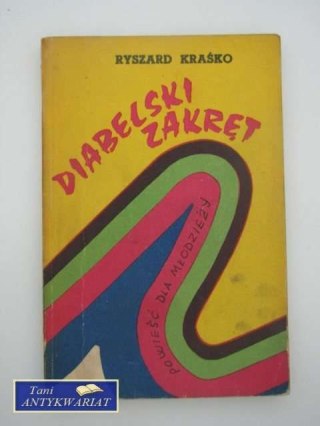 RYSZARD KRAŚKO
DIABELSKI
ZAKRĘT
POWIEŚĆ DLA MŁODZIEŻY
Tani
ANTYKWARIAT